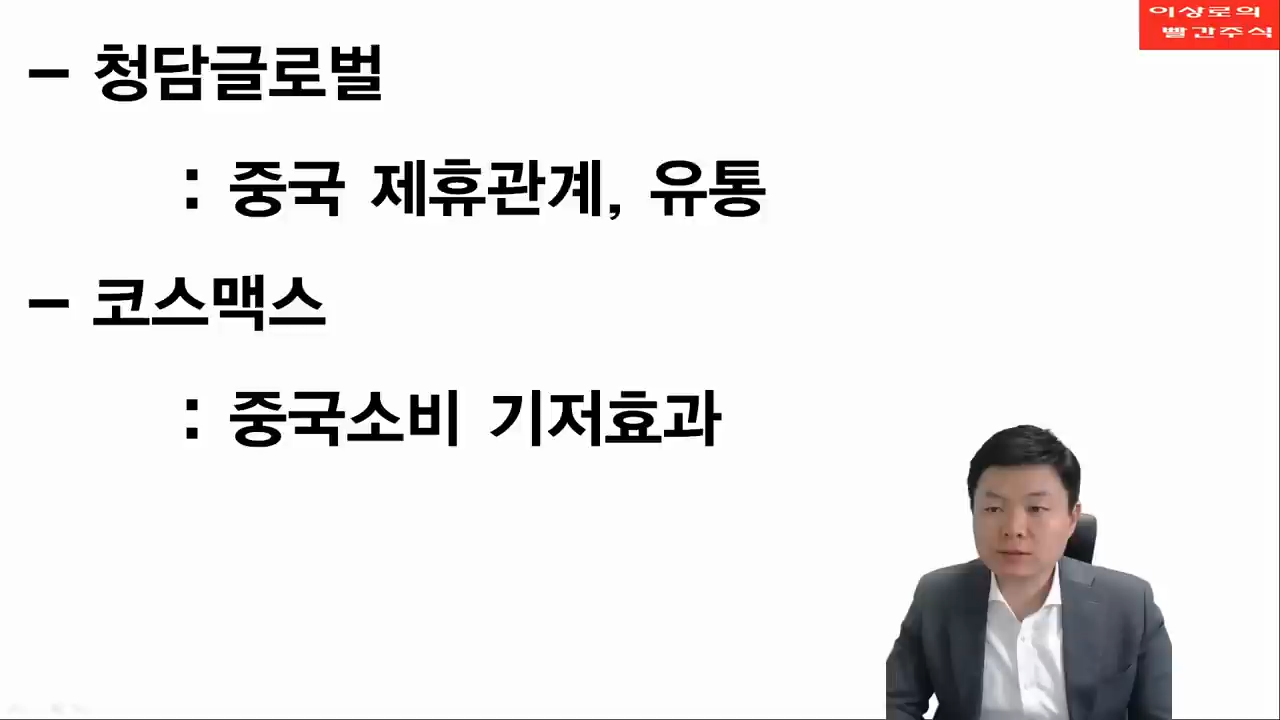 이상로의
빨간주식
- 청담글로벌
: 중국 제휴관계, 유통
- 코스맥스
: 중국소비 기저효과